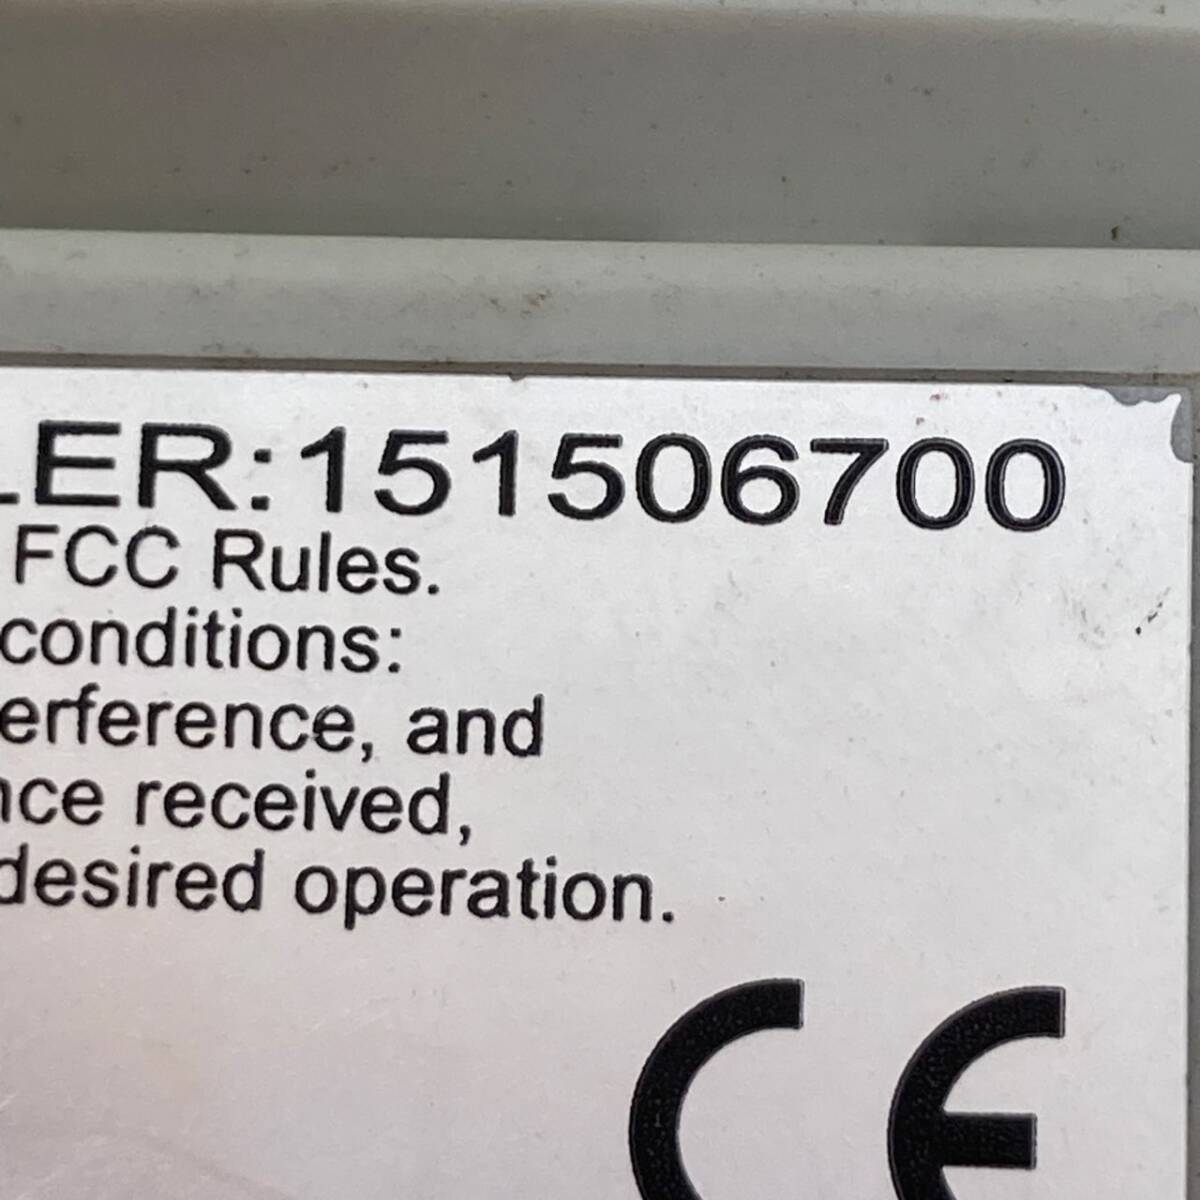 LER:151506700
FCC Rules.
conditions:
erference, and
nce received,
desired operation.
CE